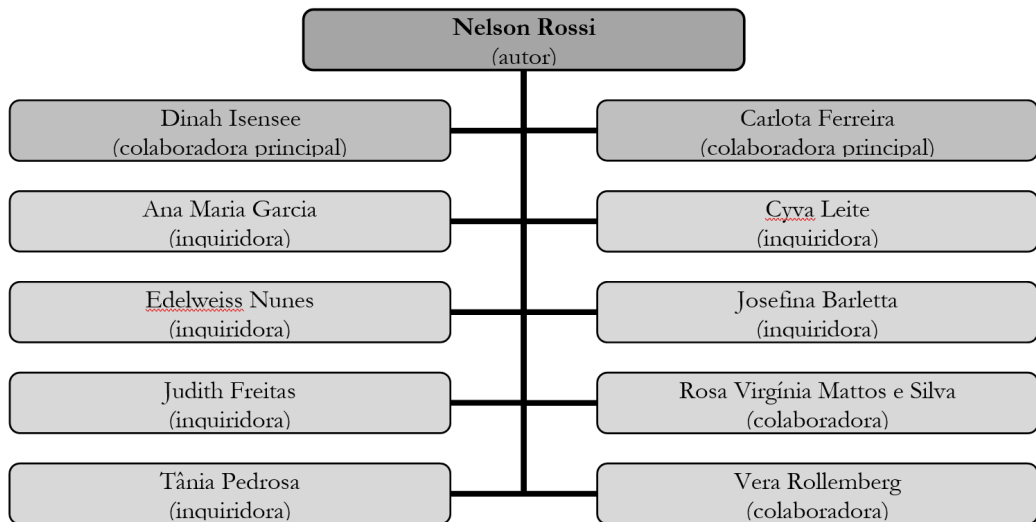 Nelson Rossi
(autor)
Dinah Isensee
(colaboradora principal)
Carlota Ferreira
(colaboradora principal)
Ana Maria Garcia
(inquiridora)
Cyva Leite
(inquiridora)
Edelweiss Nunes
(inquiridora)
Josefina Barletta
(inquiridora)
Judith Freitas
(inquiridora)
Rosa Virgínia Mattos e Silva
(colaboradora)
Tânia Pedrosa
(inquiridora)
Vera Rollemberg
(colaboradora)